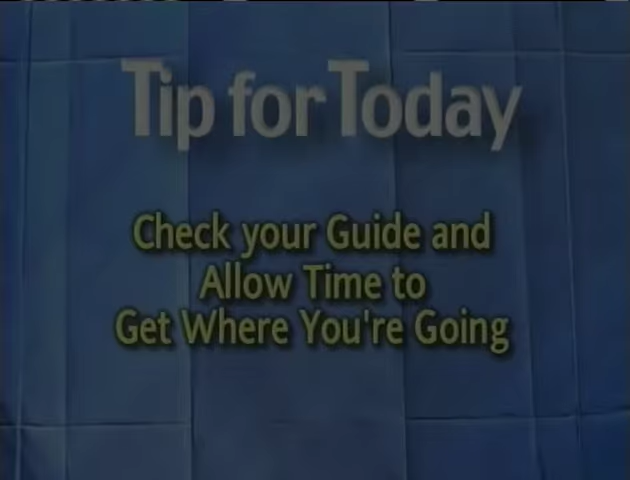 Tip for Today
Check your Guide and
Allow Time to
Get Where You're Going